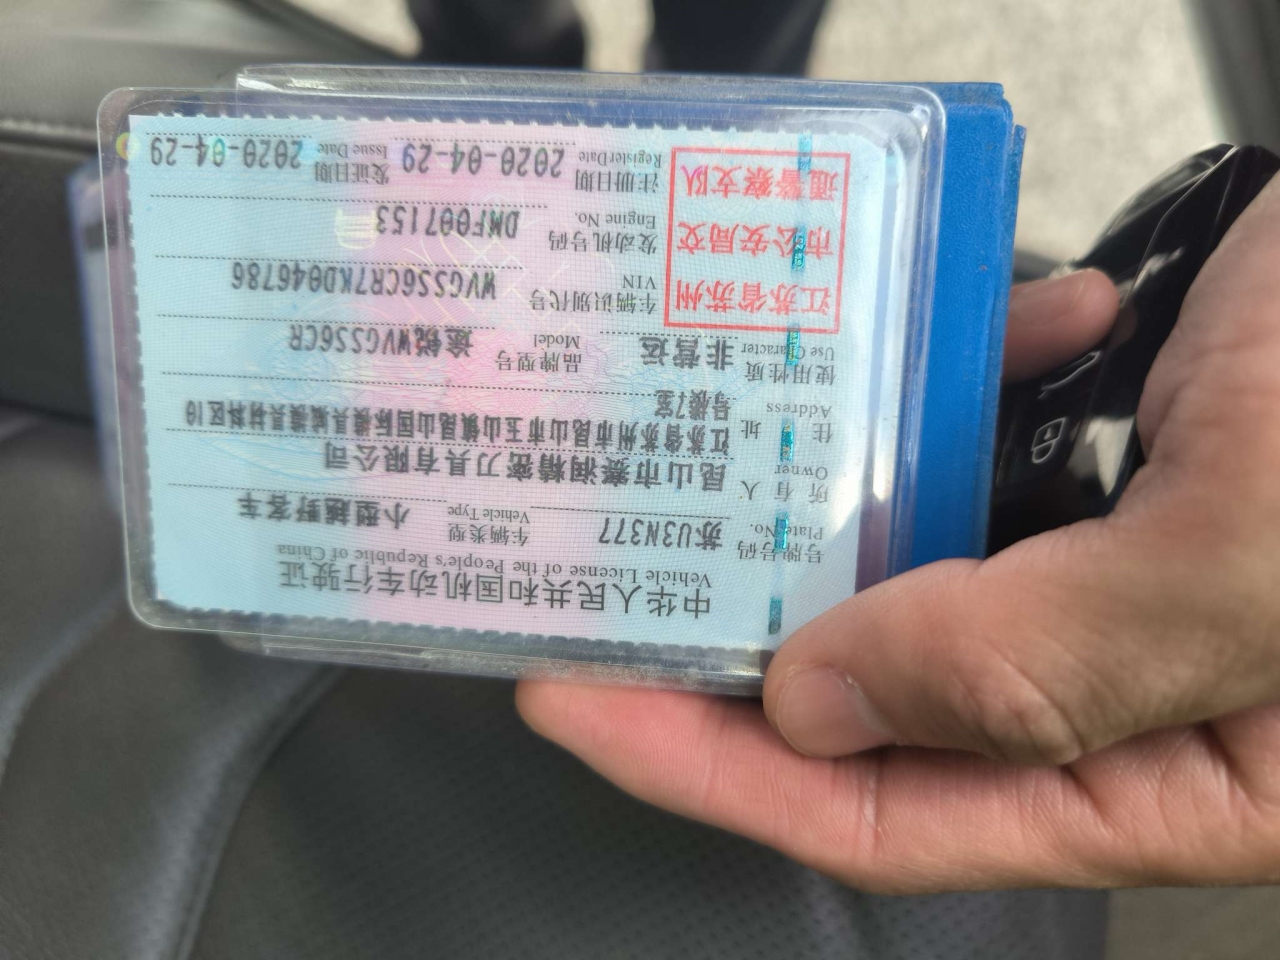 中华人民共和国机动车行驶证
Vehicle License of the People's Republic of China
号牌号码 苏U3N377 车辆类型 小型越野客车
Plate No. Vehicle Type
所有人 昆山市赛润精密刀具有限公司
Owner
住址 江苏省苏州市昆山市玉山镇昆山国际模具城模具材料区10
Address 号楼7室
使用性质 非营运 品牌型号 途锐WVGSS6CR
Use Character Model
江苏省苏州
市公安局交
通警察支队
车辆识别代号 WVGSS6CR7KD046786
VIN
发动机号码 DMF007153
Engine No.
注册日期 2020-04-29 发证日期 2020-04-29
Register Date Issue Date